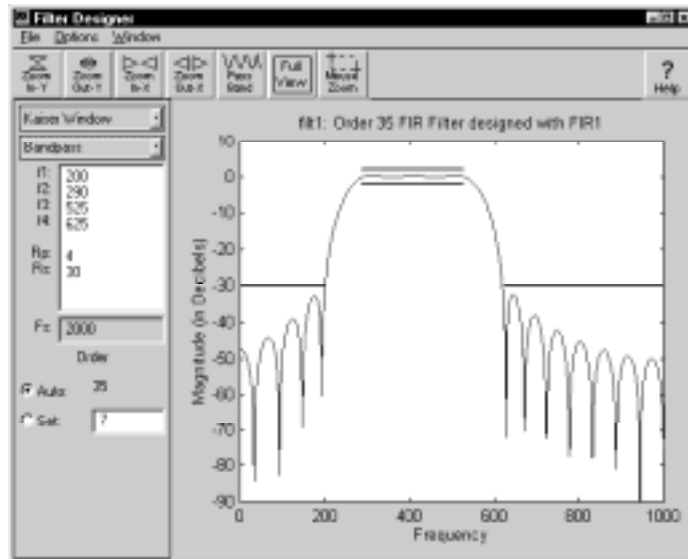 Filter Designer
File Options Window
Zoom In-Y
Zoom Out-Y
Zoom In-X
Zoom Out-X
Pass Band
Full View
Mouse Zoom
?
Help
Kaiser Window
Bandpass
f1: 200
f2: 290
f3: 525
f4: 625
Rp: 4
Rs: 30
Fs: 2000
Order
Auto: 35
Set: 7
filt1: Order 35 FIR Filter designed with FIR1
Magnitude (in Decibels)
10
0
-10
-20
-30
-40
-50
-60
-70
-80
-90
0 200 400 600 800 1000
Frequency